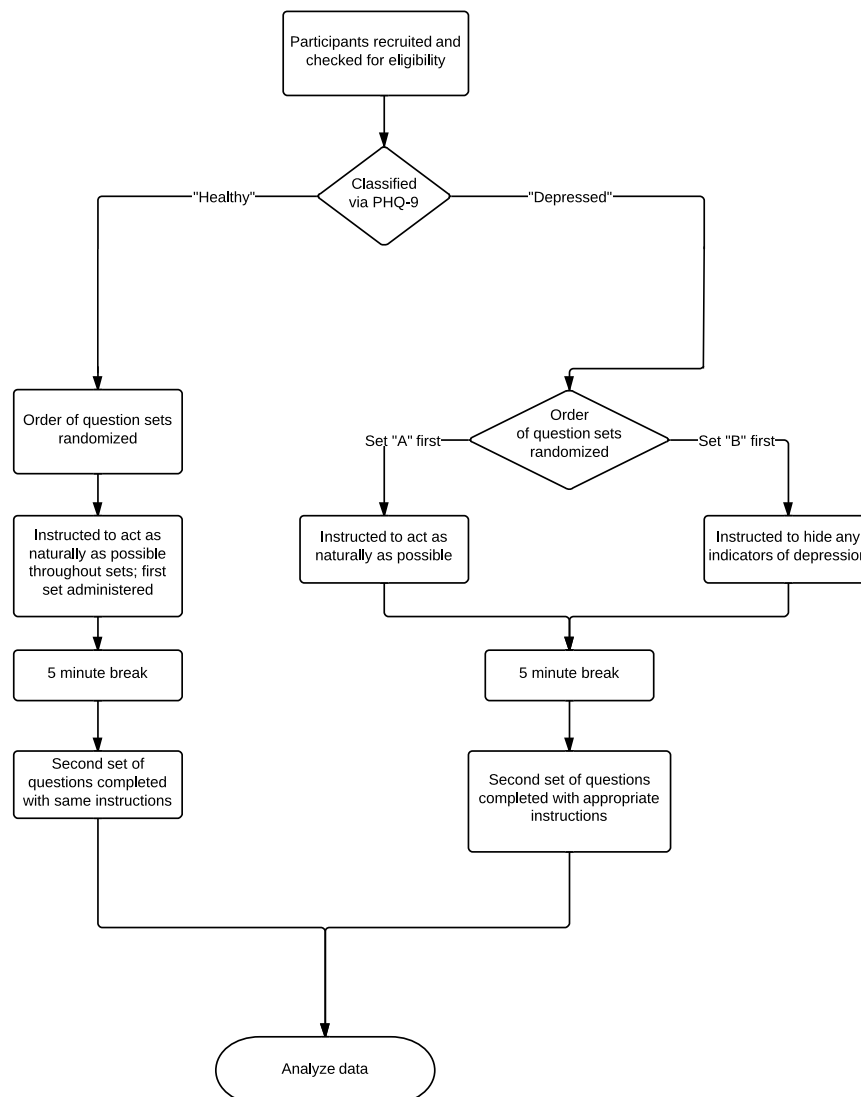 Participants recruited and
checked for eligibility
Classified
via PHQ-9
"Healthy"
"Depressed"
Order of question sets
randomized
Order
of question sets
randomized
Set "A" first
Set "B" first
Instructed to act as
naturally as possible
throughout sets; first
set administered
Instructed to act as
naturally as possible
Instructed to hide any
indicators of depression
5 minute break
5 minute break
Second set of
questions completed
with same instructions
Second set of questions
completed with appropriate
instructions
Analyze data